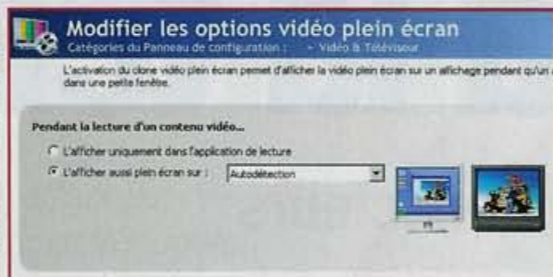 Modifier les options vidéo plein écran
Catégories du Panneau de configuration : • Vidéo & Téléviseur
L'activation du clone vidéo plein écran permet d'afficher la vidéo plein écran sur un affichage pendant qu'un
dans une petite fenêtre.
Pendant la lecture d'un contenu vidéo...
L'afficher uniquement dans l'application de lecture
L'afficher aussi plein écran sur : Autodétection